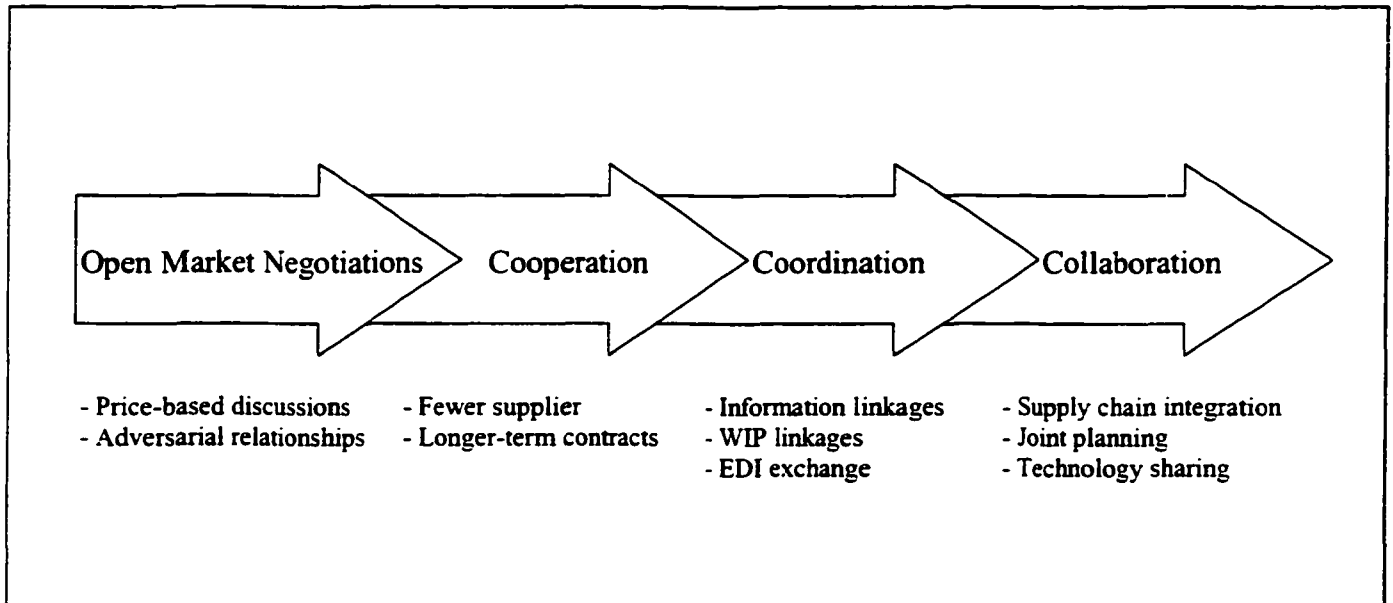 Open Market Negotiations
Cooperation
Coordination
Collaboration
- Price-based discussions
- Adversarial relationships
- Fewer supplier
- Longer-term contracts
- Information linkages
- WIP linkages
- EDI exchange
- Supply chain integration
- Joint planning
- Technology sharing